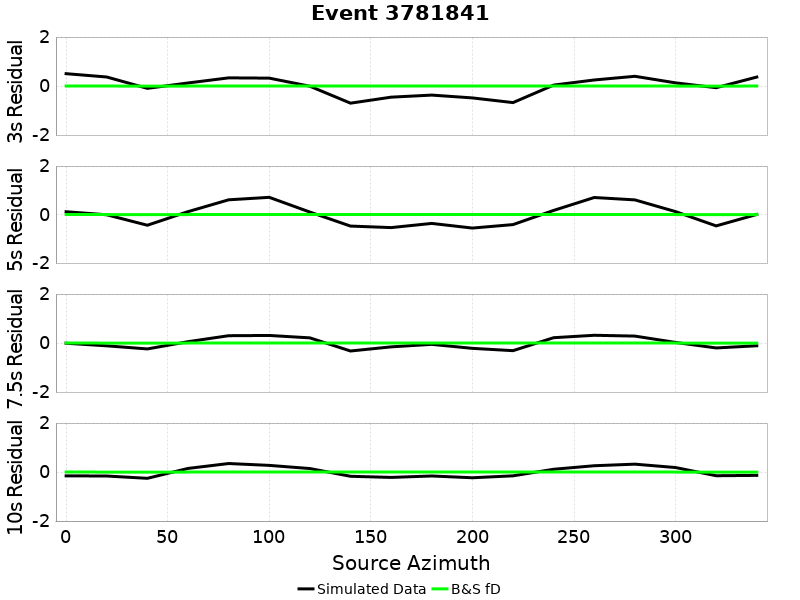 Event 3781841
3s Residual
2
0
-2
5s Residual
2
0
-2
7.5s Residual
2
0
-2
10s Residual
2
0
-2
0 50 100 150 200 250 300
Source Azimuth
Simulated Data B&S fD